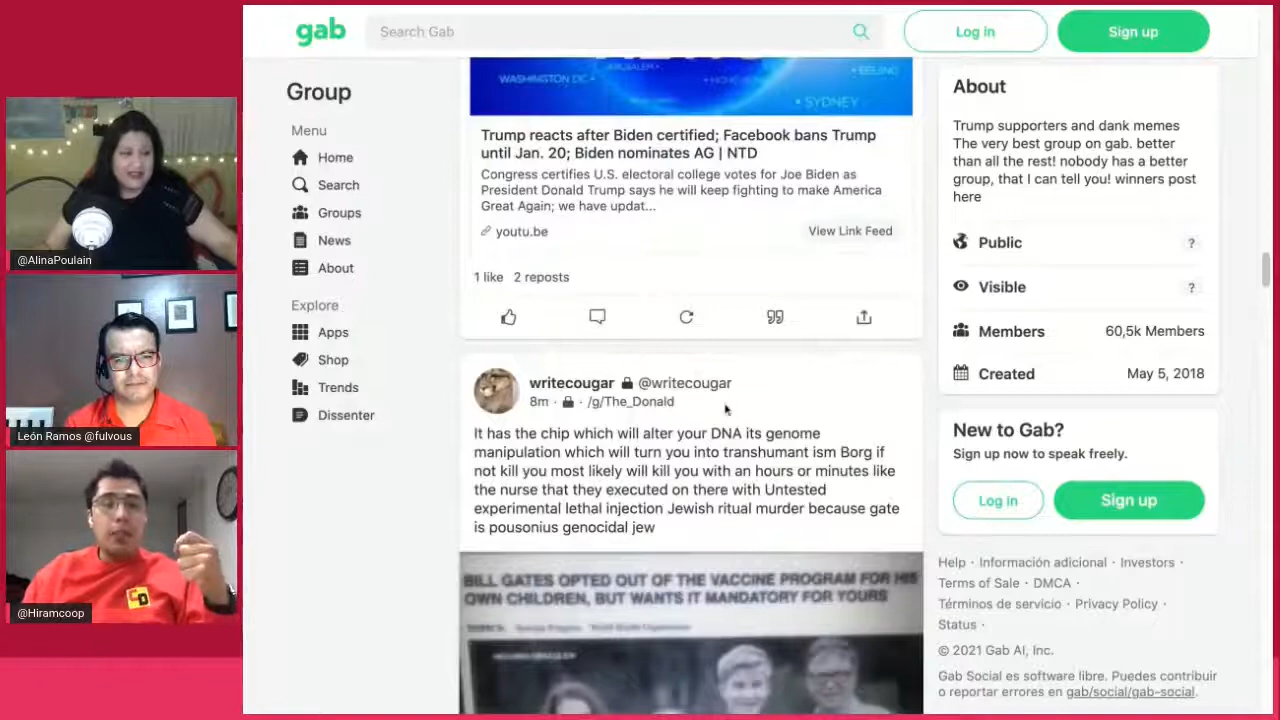 @AlinaPoulain
León Ramos @fulvous
@Hiramcoop
gab
Search Gab
Log in
Sign up
Group
Menu
Home
Search
Groups
News
About
Explore
Apps
Shop
Trends
Dissenter
WASHINGTON DC
JERUSALEM
HONG KONG
BEIJING
SYDNEY
Trump reacts after Biden certified; Facebook bans Trump
until Jan. 20; Biden nominates AG | NTD
Congress certifies U.S. electoral college votes for Joe Biden as
President Donald Trump says he will keep fighting to make America
Great Again; we have updat...
youtu.be
View Link Feed
1 like 2 reposts
writecougar @writecougar
8m · /g/The_Donald
It has the chip which will alter your DNA its genome
manipulation which will turn you into transhumant ism Borg if
not kill you most likely will kill you with an hours or minutes like
the nurse that they executed on there with Untested
experimental lethal injection Jewish ritual murder because gate
is pousonius genocidal jew
BILL GATES OPTED OUT OF THE VACCINE PROGRAM FOR HIS
OWN CHILDREN, BUT WANTS IT MANDATORY FOR YOURS
About
Trump supporters and dank memes
The very best group on gab. better
than all the rest! nobody has a better
group, that I can tell you! winners post
here
Public ?
Visible ?
Members 60,5k Members
Created May 5, 2018
New to Gab?
Sign up now to speak freely.
Log in
Sign up
Help · Información adicional · Investors ·
Terms of Sale · DMCA ·
Términos de servicio · Privacy Policy ·
Status ·
© 2021 Gab AI, Inc.
Gab Social es software libre. Puedes contribuir
o reportar errores en gab/social/gab-social.